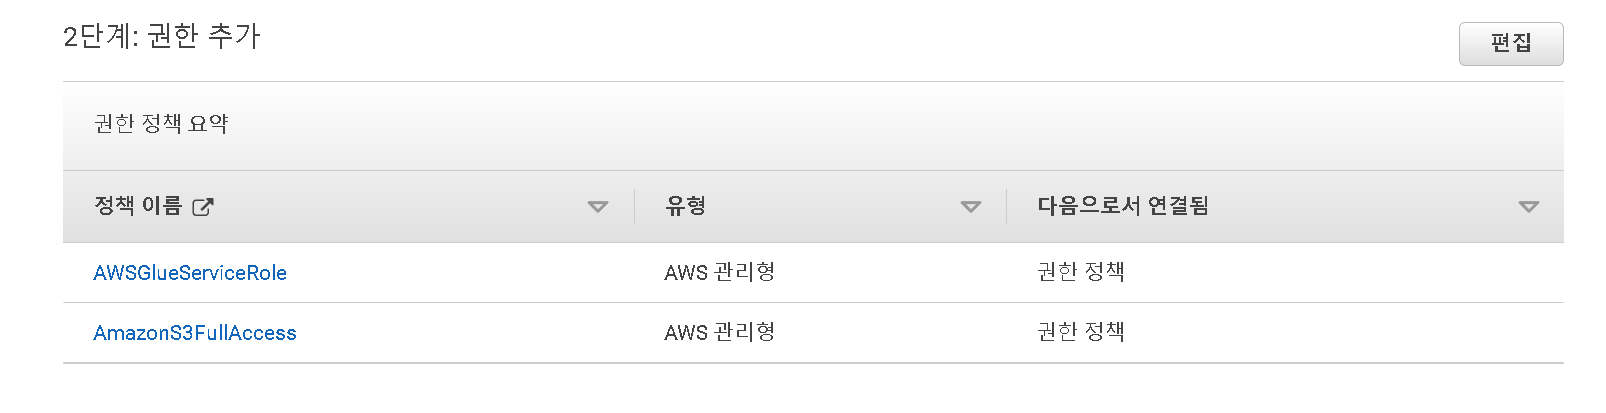 2단계: 권한 추가
편집
권한 정책 요약
정책 이름 유형 다음으로서 연결됨
AWSGlueServiceRole AWS 관리형 권한 정책
AmazonS3FullAccess AWS 관리형 권한 정책